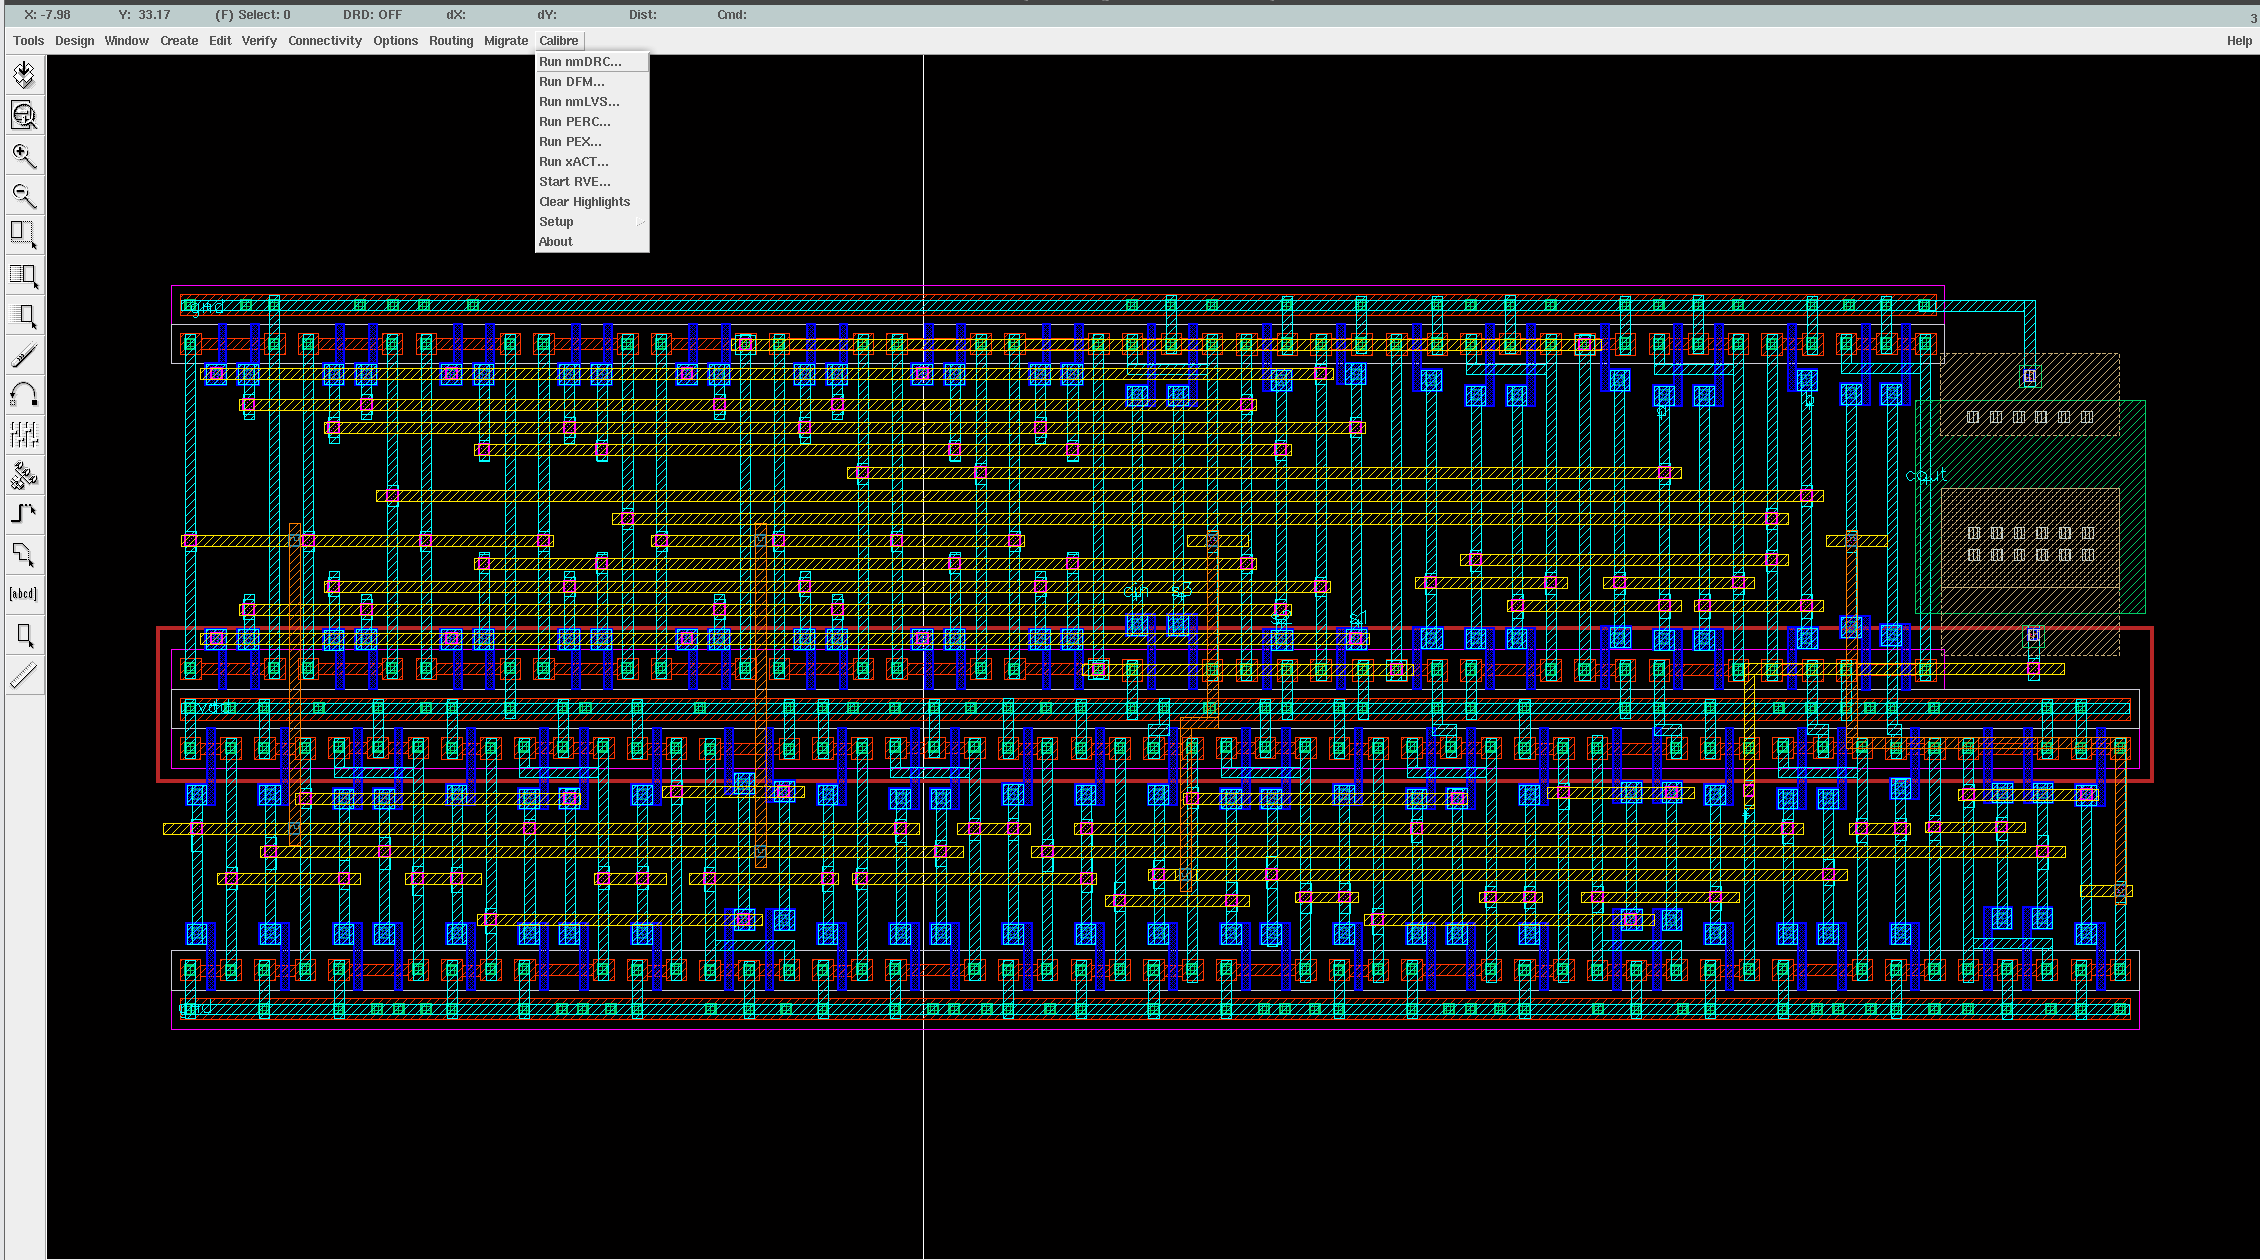 X: -7.98 Y: 33.17 (F) Select: 0 DRD: OFF dX: dY: Dist: Cmd: 3
Tools Design Window Create Edit Verify Connectivity Options Routing Migrate Calibre Help
Run nmDRC...
Run DFM...
Run nmLVS...
Run PERC...
Run PEX...
Run xACT...
Start RVE...
Clear Highlights
Setup
About
gnd
cout
[abcd]
vdd
gnd